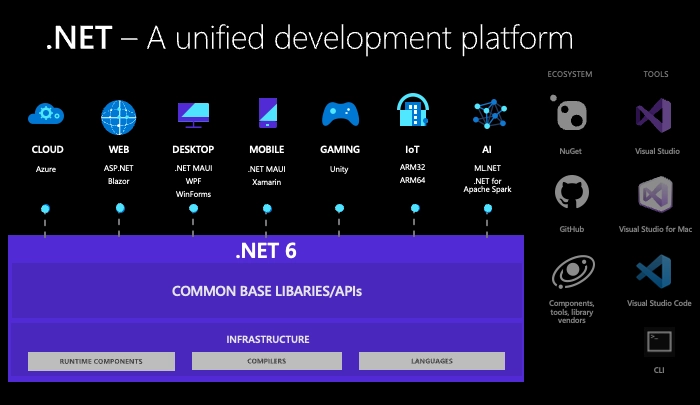 .NET – A unified development platform
ECOSYSTEM
TOOLS
CLOUD
WEB
DESKTOP
MOBILE
GAMING
IoT
AI
Azure
ASP.NET
Blazor
.NET MAUI
WPF
WinForms
.NET MAUI
Xamarin
Unity
ARM32
ARM64
ML.NET
.NET for
Apache Spark
NuGet
Visual Studio
GitHub
Visual Studio for Mac
Components,
tools, library
vendors
Visual Studio Code
CLI
.NET 6
COMMON BASE LIBARIES/APIs
INFRASTRUCTURE
RUNTIME COMPONENTS
COMPILERS
LANGUAGES